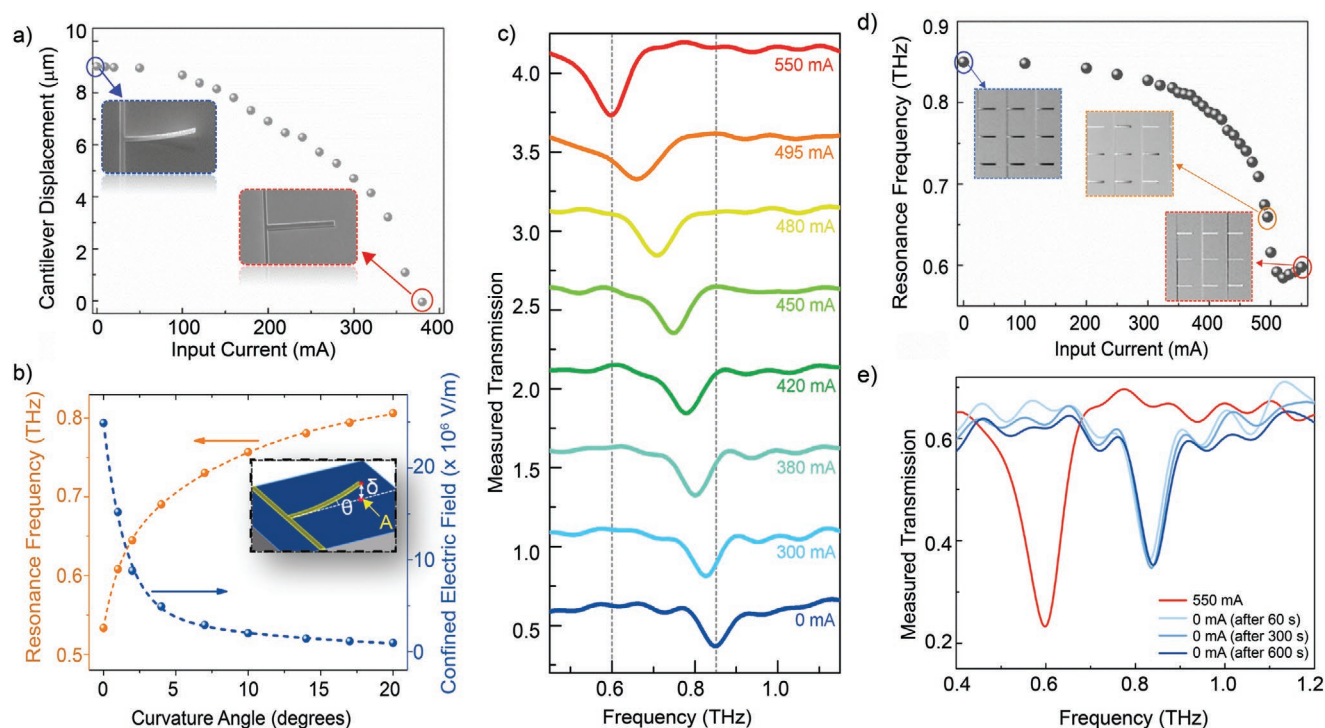 a)
Cantilever Displacement (μm)
10
8
6
4
2
0
0
100
200
300
400
Input Current (mA)
b)
Resonance Frequency (THz)
0.8
0.7
0.6
0.5
Confined Electric Field (x 10⁶ V/m)
20
10
0
θ
δ
A
0
5
10
15
20
Curvature Angle (degrees)
c)
Measured Transmission
4.0
3.5
3.0
2.5
2.0
1.5
1.0
0.5
550 mA
495 mA
480 mA
450 mA
420 mA
380 mA
300 mA
0 mA
0.6
0.8
1.0
Frequency (THz)
d)
Resonance Frequency (THz)
0.9
0.8
0.7
0.6
0
100
200
300
400
500
Input Current (mA)
e)
Measured Transmission
0.6
0.4
0.2
550 mA
0 mA (after 60 s)
0 mA (after 300 s)
0 mA (after 600 s)
0.4
0.6
0.8
1.0
1.2
Frequency (THz)